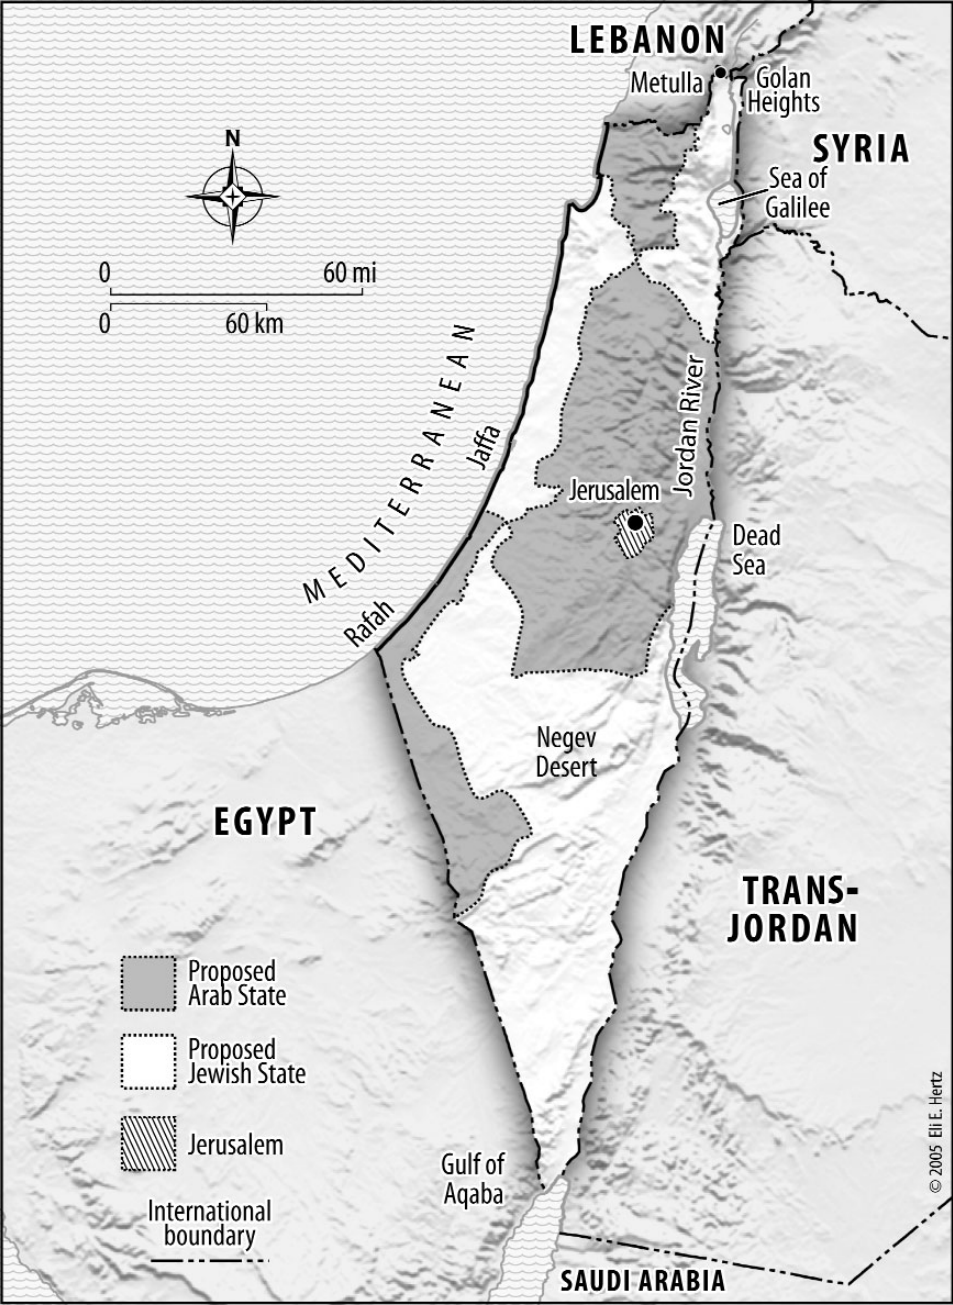 LEBANON
Metulla
Golan
Heights
SYRIA
Sea of
Galilee
N
0
60 mi
0
60 km
MEDITERRANEAN
Jaffa
Jordan River
Jerusalem
Dead
Sea
Rafah
Negev
Desert
EGYPT
TRANS-
JORDAN
Proposed
Arab State
Proposed
Jewish State
Jerusalem
International
boundary
Gulf of
Aqaba
SAUDI ARABIA
© 2005 Eli E. Hertz